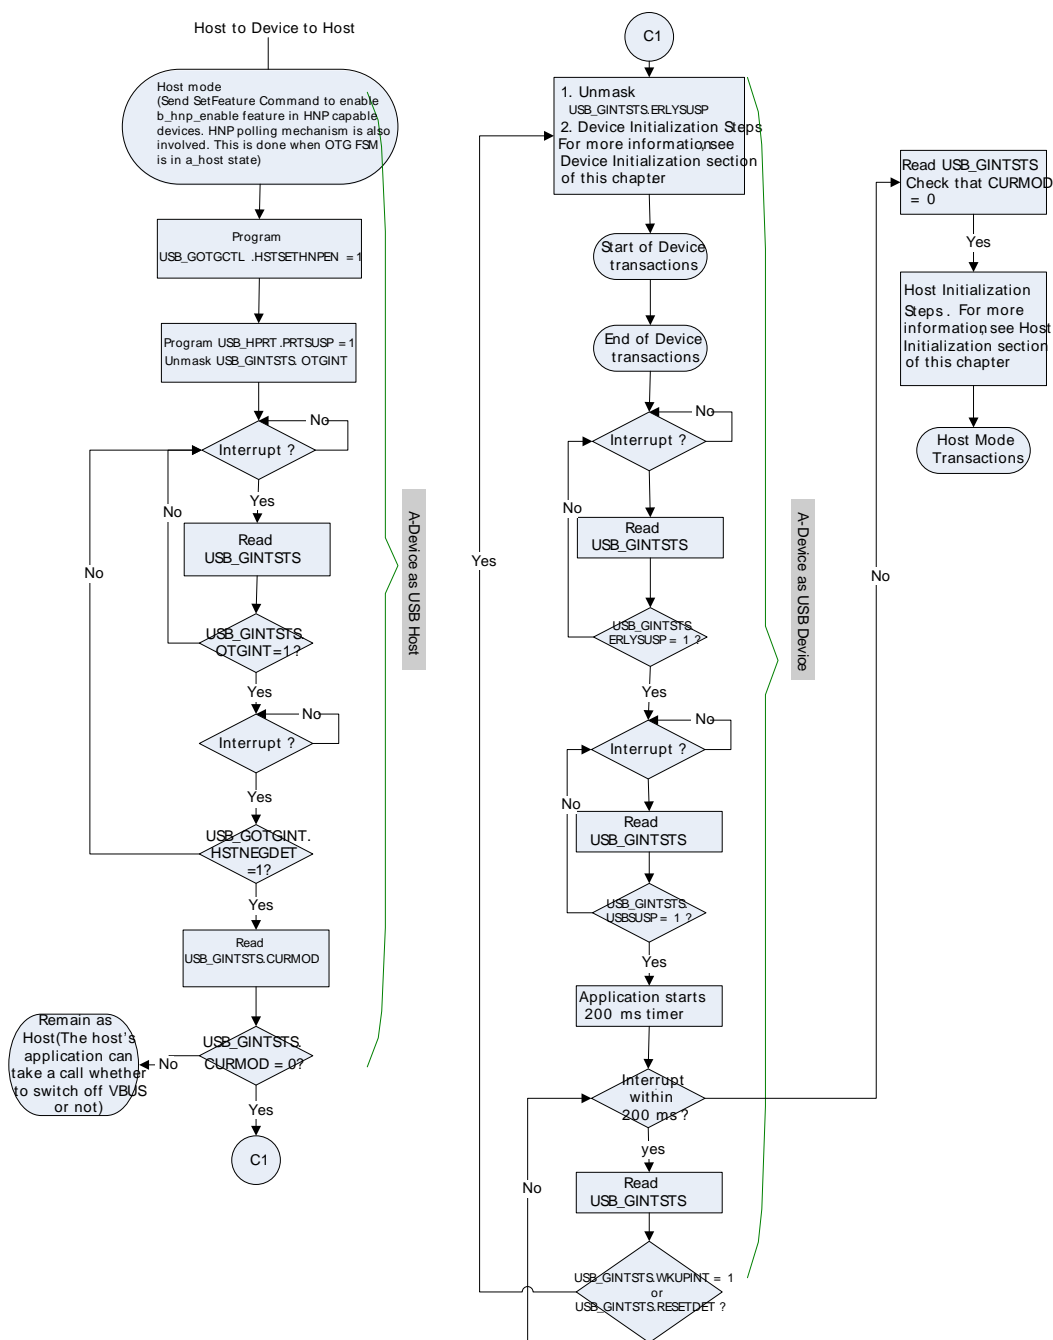 Host to Device to Host
Host mode
(Send SetFeature Command to enable
b_hnp_enable feature in HNP capable
devices. HNP polling mechanism is also
involved. This is done when OTG FSM
is in a_host state)
Program
USB_GOTGCTL .HSTSETHNPEN = 1
Program USB_HPRT.PRTSUSP = 1
Unmask USB_GINTSTS. OTGINT
No
Interrupt ?
Yes
No
Read
USB_GINTSTS
No
USB_GINTSTS.
OTGINT=1?
Yes
No
Interrupt ?
Yes
USB_GOTGINT.
HSTNEGDET
=1?
Yes
Read
USB_GINTSTS.CURMOD
USB_GINTSTS.
CURMOD = 0?
No
Remain as
Host(The host's
application can
take a call whether
to switch off VBUS
or not)
Yes
C1
A-Device as USB Host
C1
1. Unmask
USB_GINTSTS.ERLYSUSP
2. Device Initialization Steps
For more information, see
Device Initialization section
of this chapter
Start of Device
transactions
End of Device
transactions
No
Interrupt ?
Yes
No
Read
USB_GINTSTS
USB_GINTSTS.
ERLYSUSP = 1 ?
Yes
No
Interrupt ?
No
Read
USB_GINTSTS
USB_GINTSTS.
USBSUSP = 1 ?
Yes
Application starts
200 ms timer
Interrupt
within
200 ms?
yes
Read
USB_GINTSTS
No
USB_GINTSTS.WKUPINT = 1
or
USB_GINTSTS.RESETDET ?
Yes
A-Device as USB Device
No
Read USB_GINTSTS
Check that CURMOD
= 0
Yes
Host Initialization
Steps. For more
information, see Host
Initialization section
of this chapter
Host Mode
Transactions